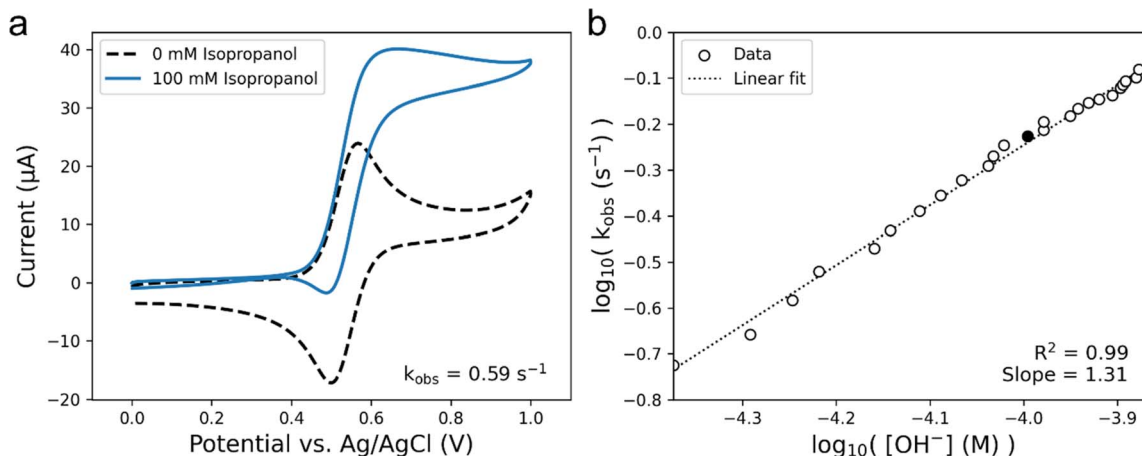 a
0 mM Isopropanol
100 mM Isopropanol
Current (μA)
40
30
20
10
0
−10
−20
k_obs = 0.59 s⁻¹
0.0 0.2 0.4 0.6 0.8 1.0
Potential vs. Ag/AgCl (V)
b
Data
Linear fit
log₁₀( k_obs (s⁻¹) )
0.0
−0.1
−0.2
−0.3
−0.4
−0.5
−0.6
−0.7
−0.8
R² = 0.99
Slope = 1.31
−4.3 −4.2 −4.1 −4.0 −3.9
log₁₀( [OH⁻] (M) )